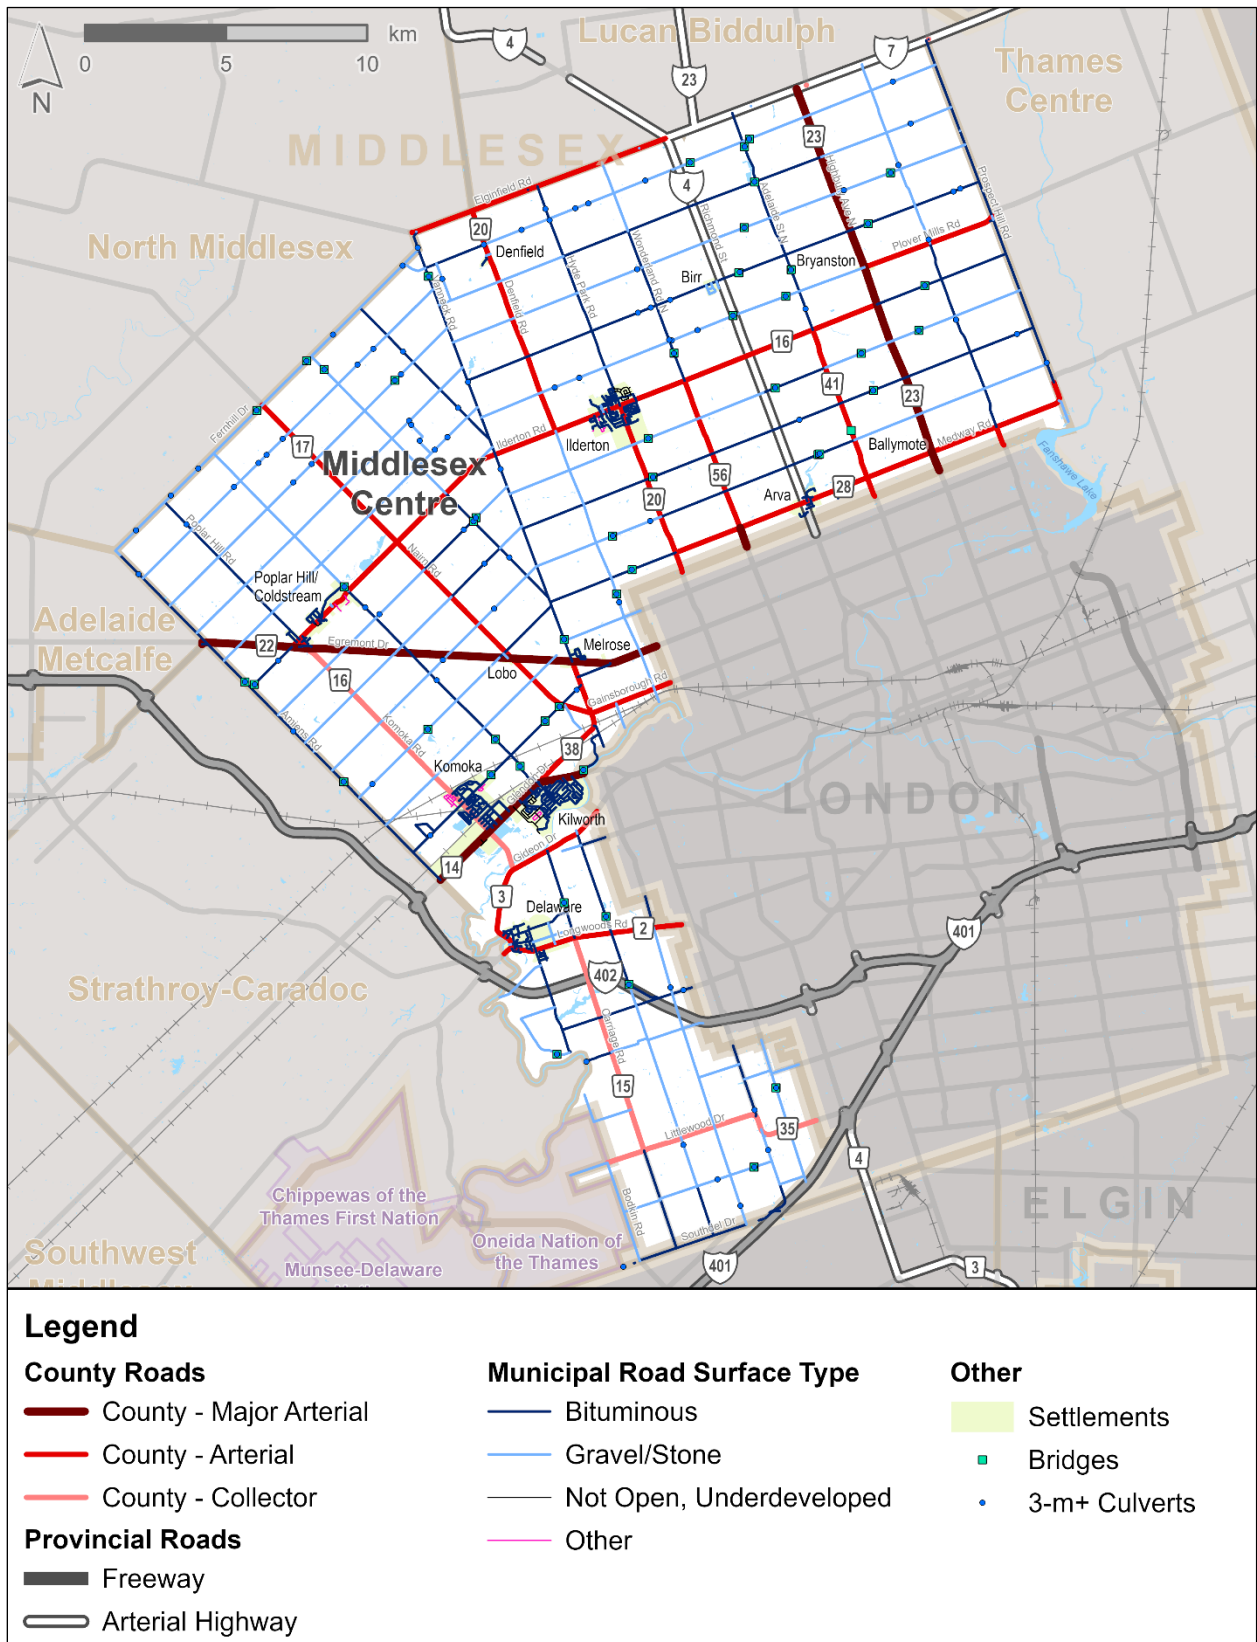 km
0
5
10
N
4
Lucan Biddulph
23
7
Thames
Centre
MIDDLESEX
North Middlesex
Elginfield Rd
20
Denfield
Vanneck Rd
Denfield Rd
Hyde Park Rd
Wonderland Rd N
4
Richmond St
Birr
Adelaide St N
23
Highbury Ave N
Bryanston
Plover Mills Rd
Prospect Hill Rd
16
41
23
Ilderton Rd
Ilderton
Fernhill Dr
17
Middlesex
Centre
56
20
Arva
28
Ballymote
Medway Rd
Fanshawe Lake
Poplar Hill Rd
Nairn Rd
Poplar Hill/
Coldstream
Adelaide
Metcalfe
22
Egremont Dr
Melrose
Lobo
16
Gainsborough Rd
Amiens Rd
Komoka Rd
38
Komoka
Glendon Dr
LONDON
Kilworth
14
Gideon Dr
3
Delaware
Longwoods Rd
2
402
401
Strathroy-Caradoc
Carriage Rd
15
Littlewood Dr
35
4
Chippewas of the
Thames First Nation
Bodkin Rd
ELGIN
Southdel Dr
Oneida Nation of
the Thames
Southwest
Middlesex
Munsee-Delaware
401
3
Legend
County Roads
County - Major Arterial
County - Arterial
County - Collector
Provincial Roads
Freeway
Arterial Highway
Municipal Road Surface Type
Bituminous
Gravel/Stone
Not Open, Underdeveloped
Other
Other
Settlements
Bridges
3-m+ Culverts